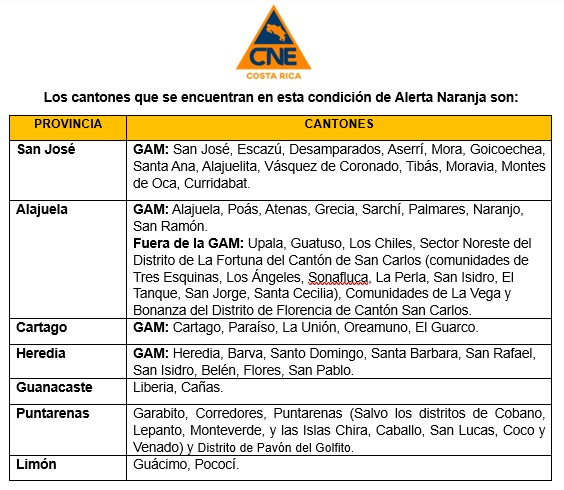 CNE
COSTA RICA
Los cantones que se encuentran en esta condición de Alerta Naranja son:
PROVINCIA CANTONES
San José GAM: San José, Escazú, Desamparados, Aserrí, Mora, Goicoechea,
Santa Ana, Alajuelita, Vásquez de Coronado, Tibás, Moravia, Montes
de Oca, Curridabat.
Alajuela GAM: Alajuela, Poás, Atenas, Grecia, Sarchí, Palmares, Naranjo,
San Ramón.
Fuera de la GAM: Upala, Guatuso, Los Chiles, Sector Noreste del
Distrito de La Fortuna del Cantón de San Carlos (comunidades de
Tres Esquinas, Los Ángeles, Sonafluca, La Perla, San Isidro, El
Tanque, San Jorge, Santa Cecilia), Comunidades de La Vega y
Bonanza del Distrito de Florencia de Cantón San Carlos.
Cartago GAM: Cartago, Paraíso, La Unión, Oreamuno, El Guarco.
Heredia GAM: Heredia, Barva, Santo Domingo, Santa Barbara, San Rafael,
San Isidro, Belén, Flores, San Pablo.
Guanacaste Liberia, Cañas.
Puntarenas Garabito, Corredores, Puntarenas (Salvo los distritos de Cobano,
Lepanto, Monteverde, y las Islas Chira, Caballo, San Lucas, Coco y
Venado) y Distrito de Pavón del Golfito.
Limón Guácimo, Pococí.